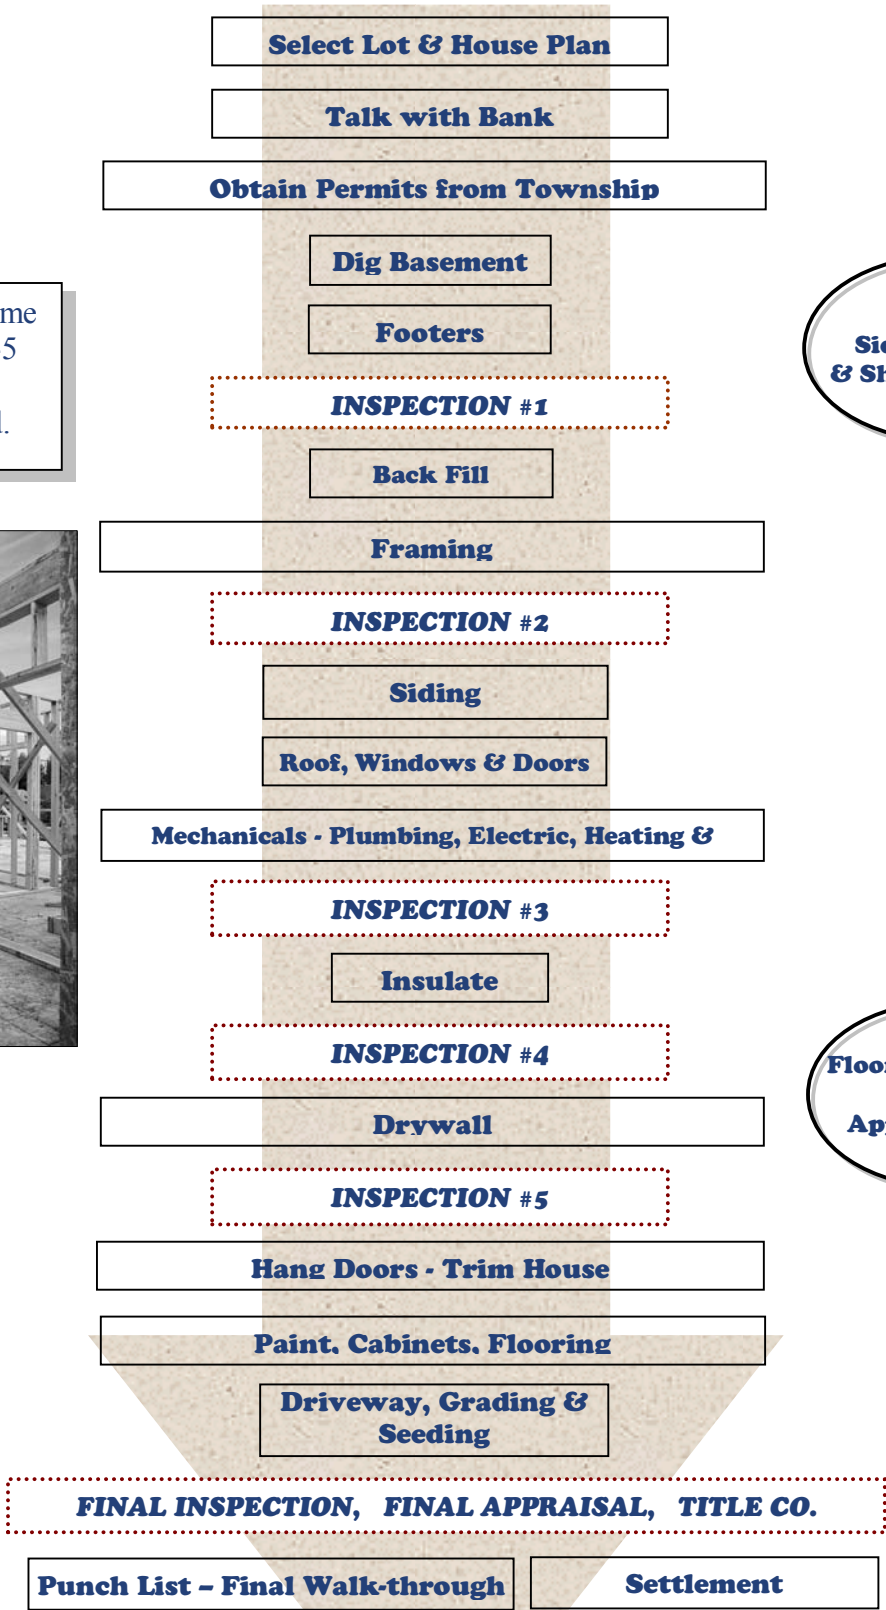 Select Lot & House Plan
Talk with Bank
Obtain Permits from Township
Dig Basement
Footers
me
5
INSPECTION #1
Back Fill
Framing
INSPECTION #2
Siding
Roof, Windows & Doors
Mechanicals - Plumbing, Electric, Heating &
INSPECTION #3
Insulate
INSPECTION #4
Drywall
INSPECTION #5
Hang Doors - Trim House
Paint, Cabinets, Flooring
Driveway, Grading &
Seeding
FINAL INSPECTION, FINAL APPRAISAL, TITLE CO.
Punch List – Final Walk-through
Settlement